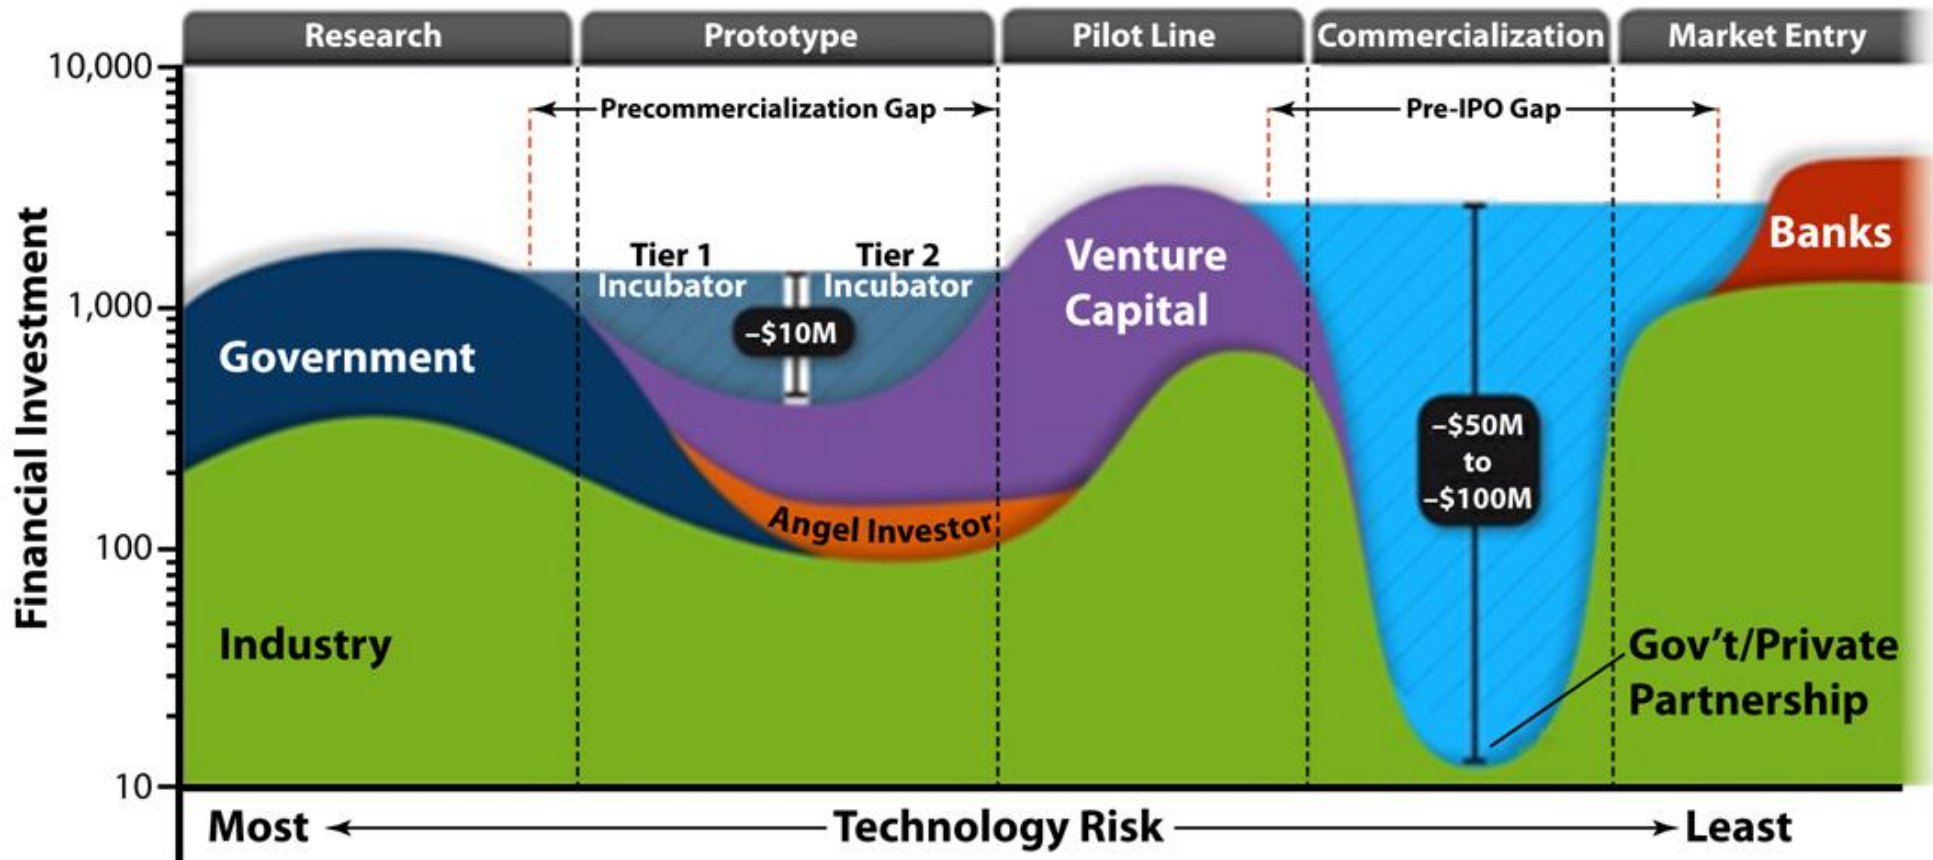 Research
Prototype
Pilot Line
Commercialization
Market Entry
Financial Investment
10,000
1,000
100
10
Precommercialization Gap
Pre-IPO Gap
Tier 1
Incubator
Tier 2
Incubator
–$10M
Government
Industry
Angel Investor
Venture
Capital
–$50M
to
–$100M
Banks
Gov't/Private
Partnership
Most
Technology Risk
Least